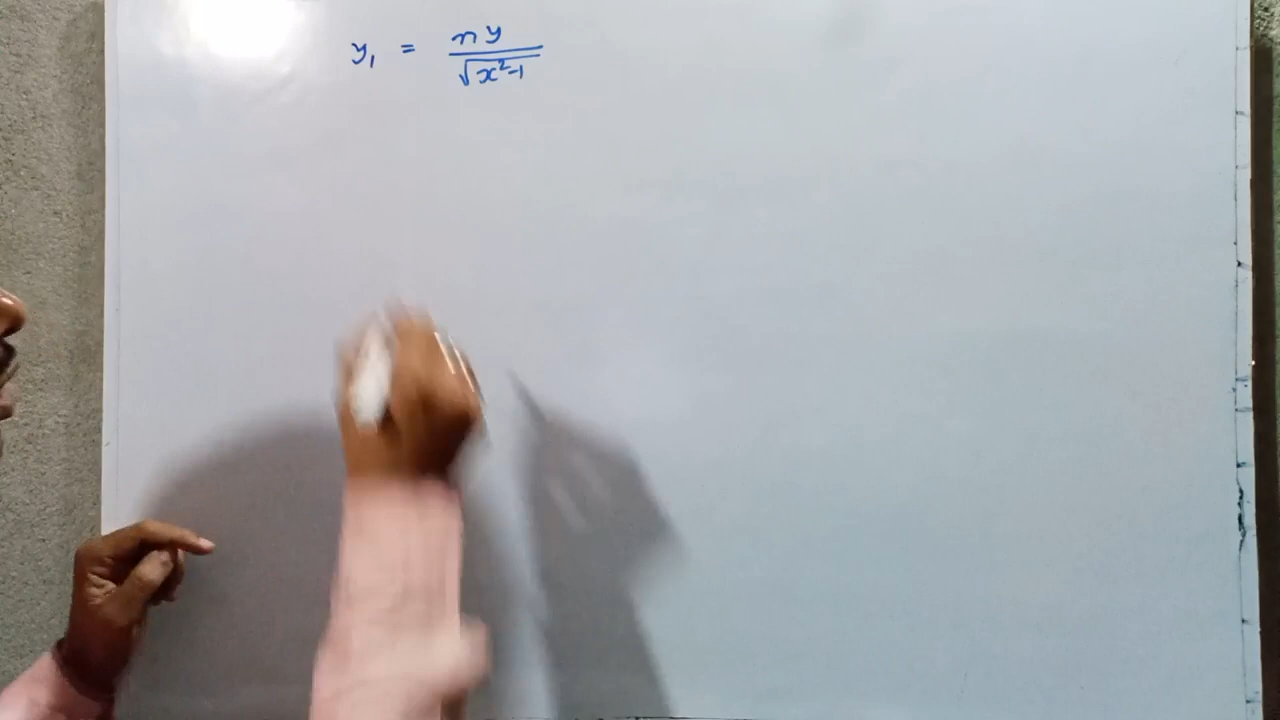 y₁ = ny / √x²-1